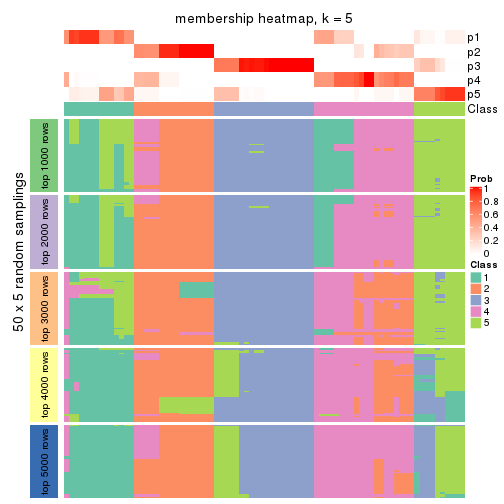 membership heatmap, k = 5
p1
p2
p3
p4
p5
Class
50 x 5 random samplings
top 1000 rows
top 2000 rows
top 3000 rows
top 4000 rows
top 5000 rows
Prob
1
0.8
0.6
0.4
0.2
0
Class
1
2
3
4
5